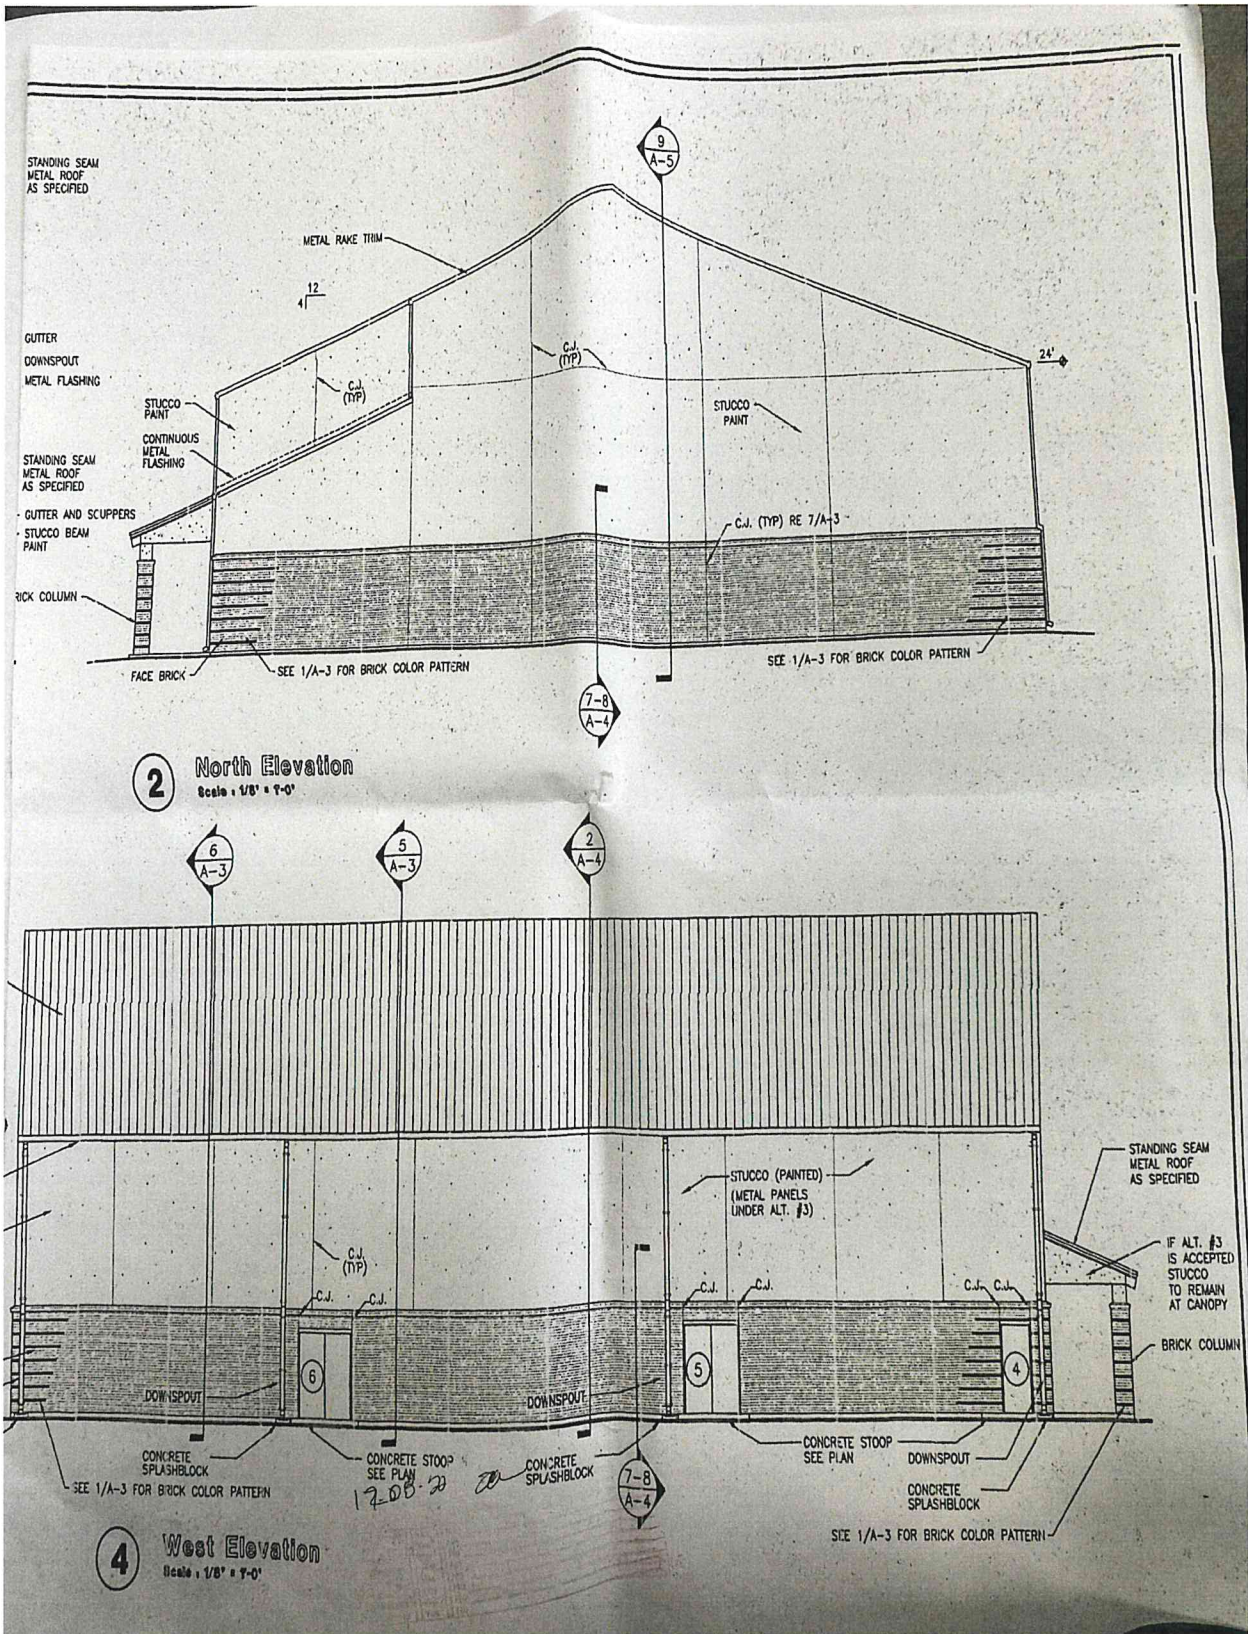 9
A-5
STANDING SEAM
METAL ROOF
AS SPECIFIED
METAL RAKE TRIM
12
4
GUTTER
DOWNSPOUT
METAL FLASHING
C.J.
(TYP)
24'
C.J.
(TYP)
STUCCO
PAINT
STUCCO
PAINT
CONTINUOUS
METAL
FLASHING
STANDING SEAM
METAL ROOF
AS SPECIFIED
GUTTER AND SCUPPERS
STUCCO BEAM
PAINT
C.J. (TYP) RE 7/A-3
RICK COLUMN
FACE BRICK
SEE 1/A-3 FOR BRICK COLOR PATTERN
SEE 1/A-3 FOR BRICK COLOR PATTERN
7-8
A-4
2
North Elevation
Scale : 1/8" = 1'-0"
6
A-3
5
A-3
2
A-4
STUCCO (PAINTED)
(METAL PANELS
UNDER ALT. #3)
STANDING SEAM
METAL ROOF
AS SPECIFIED
C.J.
(TYP)
IF ALT. #3
IS ACCEPTED
STUCCO
TO REMAIN
AT CANOPY
C.J.
C.J.
C.J.
C.J.
C.J. C.J.
BRICK COLUMN
6
5
4
DOWNSPOUT
DOWNSPOUT
CONCRETE
SPLASHBLOCK
CONCRETE STOOP
SEE PLAN
CONCRETE
SPLASHBLOCK
CONCRETE STOOP
SEE PLAN
DOWNSPOUT
CONCRETE
SPLASHBLOCK
SEE 1/A-3 FOR BRICK COLOR PATTERN
7-8
A-4
SEE 1/A-3 FOR BRICK COLOR PATTERN
4
West Elevation
Scale : 1/8" = 1'-0"